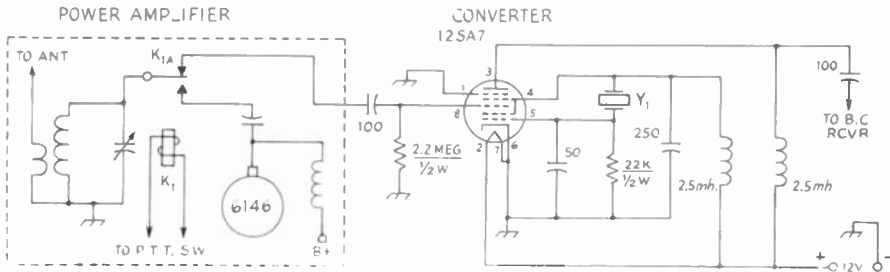 POWER AMPLIFIER
CONVERTER
12SA7
TO ANT
K1A
K1
TO P.T.T. SW
6146
B+
100
2.2 MEG
1/2 W
1
8
3
4
5
2
7
6
50
Y1
22K
1/2 W
250
2.5mh.
2.5mh
100
TO B.C
RCVR
+
12V
-